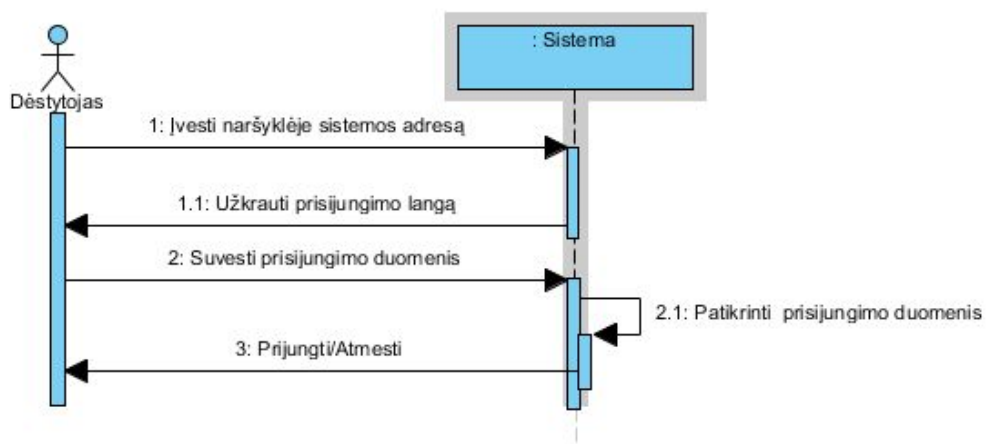 : Sistema
Dėstytojas
1: Įvesti naršyklėje sistemos adresą
1.1: Užkrauti prisijungimo langą
2: Suvesti prisijungimo duomenis
2.1: Patikrinti prisijungimo duomenis
3: Prijungti/Atmesti